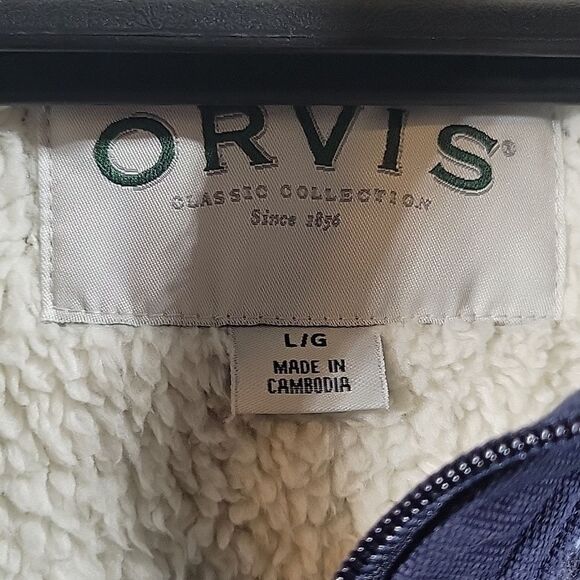 ORVIS®
CLASSIC COLLECTION
Since 1856
L/G
MADE IN
CAMBODIA